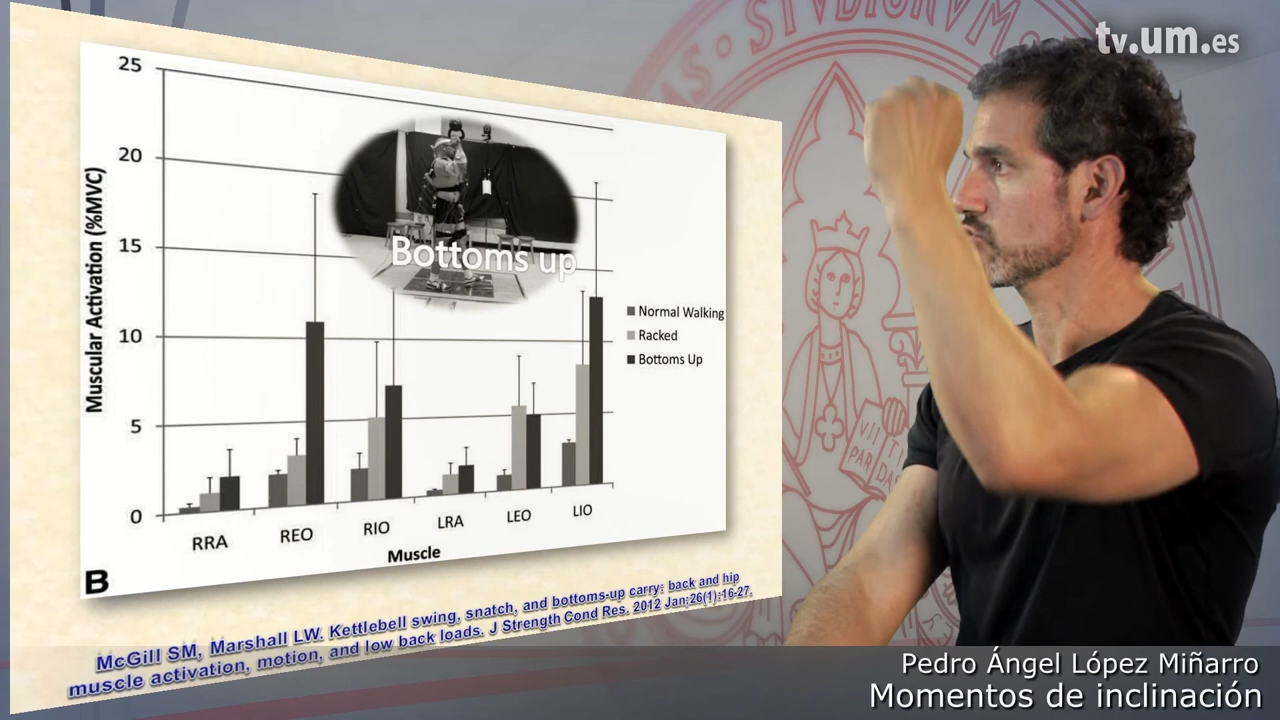 tv.um.es
STVDIORVM
25
20
15
10
5
0
Muscular Activation (%MVC)
Bottoms up
Normal Walking
Racked
Bottoms Up
RRA REO RIO LRA LEO LIO
Muscle
B
McGill SM, Marshall LW. Kettlebell swing, snatch, and bottoms-up carry: back and hip
muscle activation, motion, and low back loads. J Strength Cond Res. 2012 Jan;26(1):16-27.
Pedro Ángel López Miñarro
Momentos de inclinación